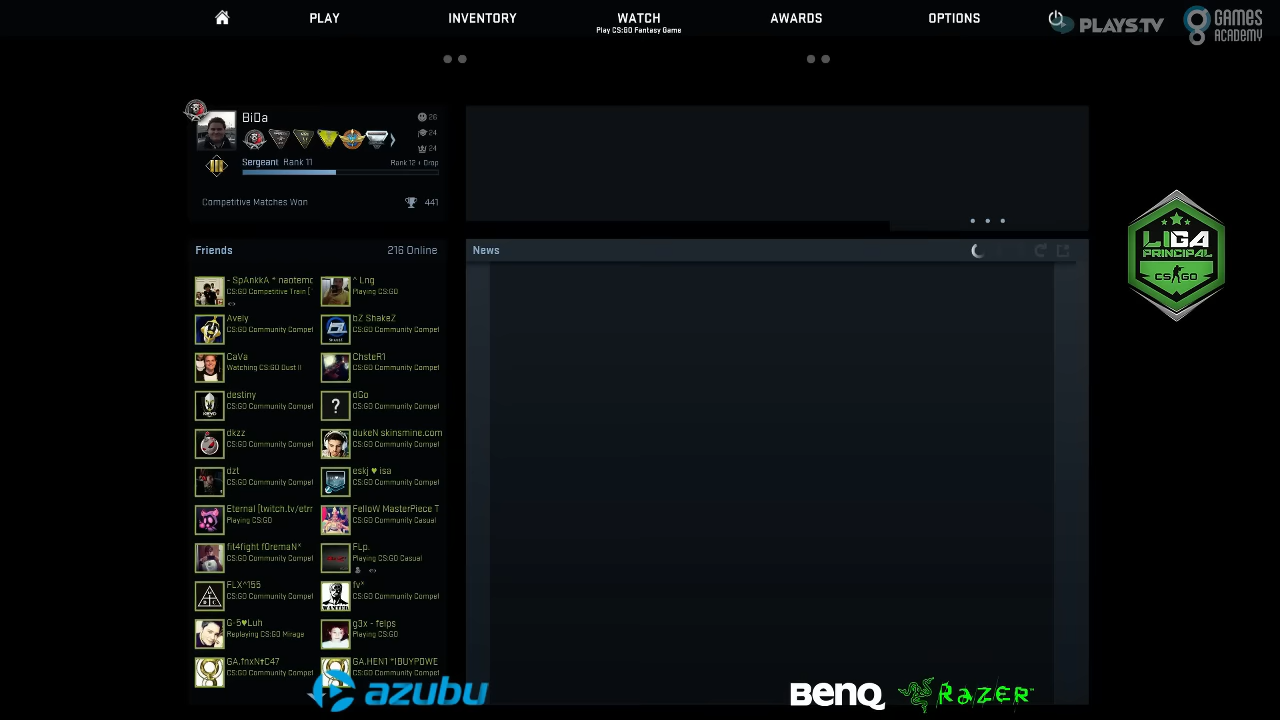 PLAY
INVENTORY
WATCH
Play CS:GO Fantasy Game
AWARDS
OPTIONS
PLAYS.TV
GAMES
ACADEMY
BiDa
26
24
24
Sergeant Rank 11
Rank 12 + Drop
Competitive Matches Won
441
LIGA
PRINCIPAL
CS GO
Friends
216 Online
News
- SpAnkkA * naotemc
CS:GO Competitive Train [
^ Lng
Playing CS:GO
Avely
CS:GO Community Compet
bZ ShakeZ
CS:GO Community Compet
CaVa
Watching CS:GO Dust II
ChsteR1
CS:GO Community Compet
destiny
CS:GO Community Compet
?
dGo
CS:GO Community Compet
dkzz
CS:GO Community Compet
dukeN skinsmine.com
CS:GO Community Compet
dzt
CS:GO Community Compet
eskj ♥ isa
CS:GO Community Compet
Eternal [twitch.tv/etrr
Playing CS:GO
FelloW MasterPiece T
CS:GO Community Casual
fit4fight f0remaN*
CS:GO Community Compet
FLp.
Playing CS:GO Casual
FLX^155
CS:GO Community Compet
WANTED
fv*
CS:GO Community Compet
G-5♥Luh
Replaying CS:GO Mirage
g3x - felps
Playing CS:GO
GA.fnxN†C47
CS:GO Community Compet
GA.HEN1 *IBUYPOWE
CS:GO Community Compet
azubu
BenQ
RAZER